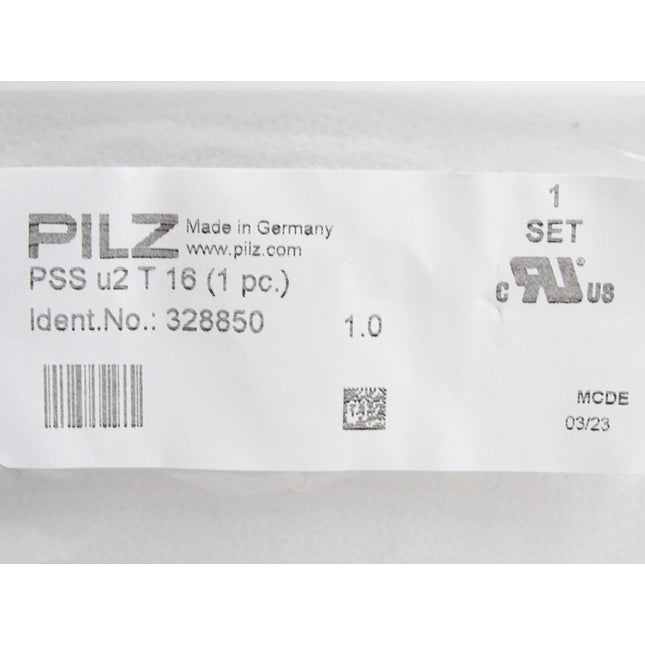 PILZ Made in Germany
www.pilz.com
PSS u2 T 16 (1 pc.)
Ident.No.: 328850
1.0
1
SET
c RU® US
MCDE
03/23